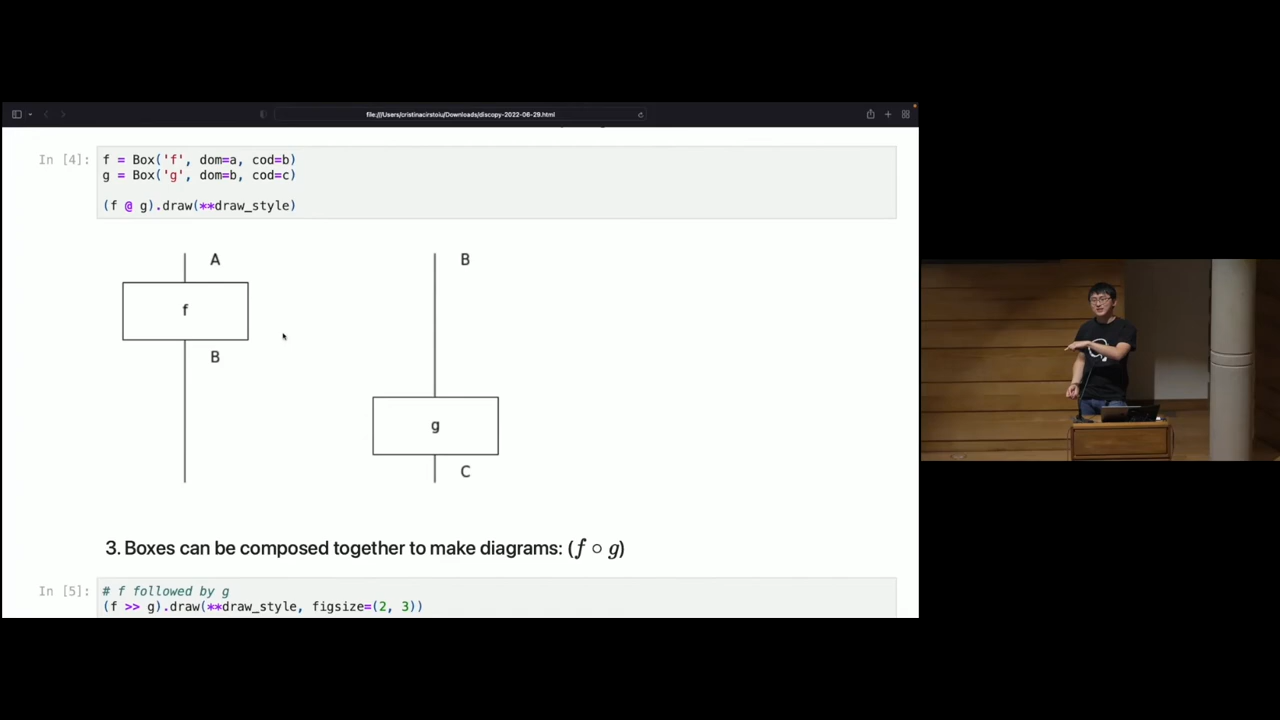 file:///Users/cristinacirstoiu/Downloads/discopy-2022-06-29.html
In [4]:
f = Box('f', dom=a, cod=b)
g = Box('g', dom=b, cod=c)
(f @ g).draw(**draw_style)
A
B
f
B
g
C
3. Boxes can be composed together to make diagrams: (f ∘ g)
In [5]:
# f followed by g
(f >> g).draw(**draw_style, figsize=(2, 3))